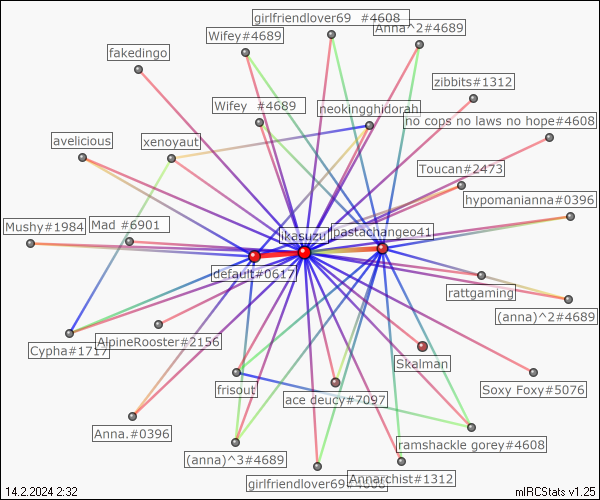 girlfriendlover69 #4608
Wifey#4689
Anna^2#4689
fakedingo
zibbits#1312
Wifey #4689
neokingghidorah
no cops no laws no hope#4608
avelicious
xenoyaut
Toucan#2473
hypomanianna#0396
Mushy#1984
Mad #6901
ikasuzu
pastachangeo41
default#0617
rattgaming
(anna)^2#4689
Cypha#1717
AlpineRooster#2156
Skalman
frisout
Soxy Foxy#5076
ace deucy#7097
Anna.#0396
ramshackle gorey#4608
(anna)^3#4689
Annarchist#1312
girlfriendlover69#4608
14.2.2024 2:32
mIRCStats v1.25